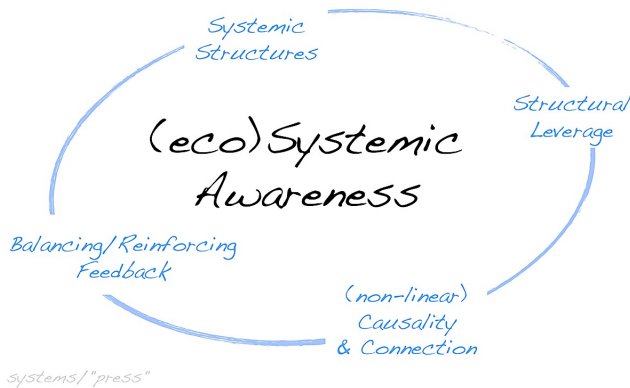 Systemic
Structures
Structural
Leverage
(eco)Systemic
Awareness
Balancing/Reinforcing
Feedback
(non-linear)
Causality
& Connection
systems/"press"